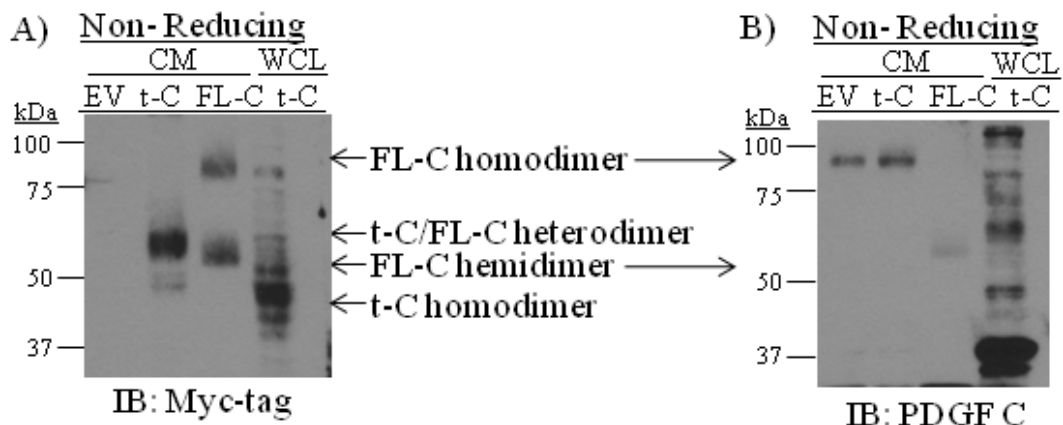 A) Non-Reducing
CM WCL
EV t-C FL-C t-C
kDa
100
75
50
37
IB: Myc-tag
FL-C homodimer
t-C/FL-C heterodimer
FL-C hemidimer
t-C homodimer
B) Non-Reducing
CM WCL
EV t-C FL-C t-C
kDa
100
75
50
37
IB: PDGF C